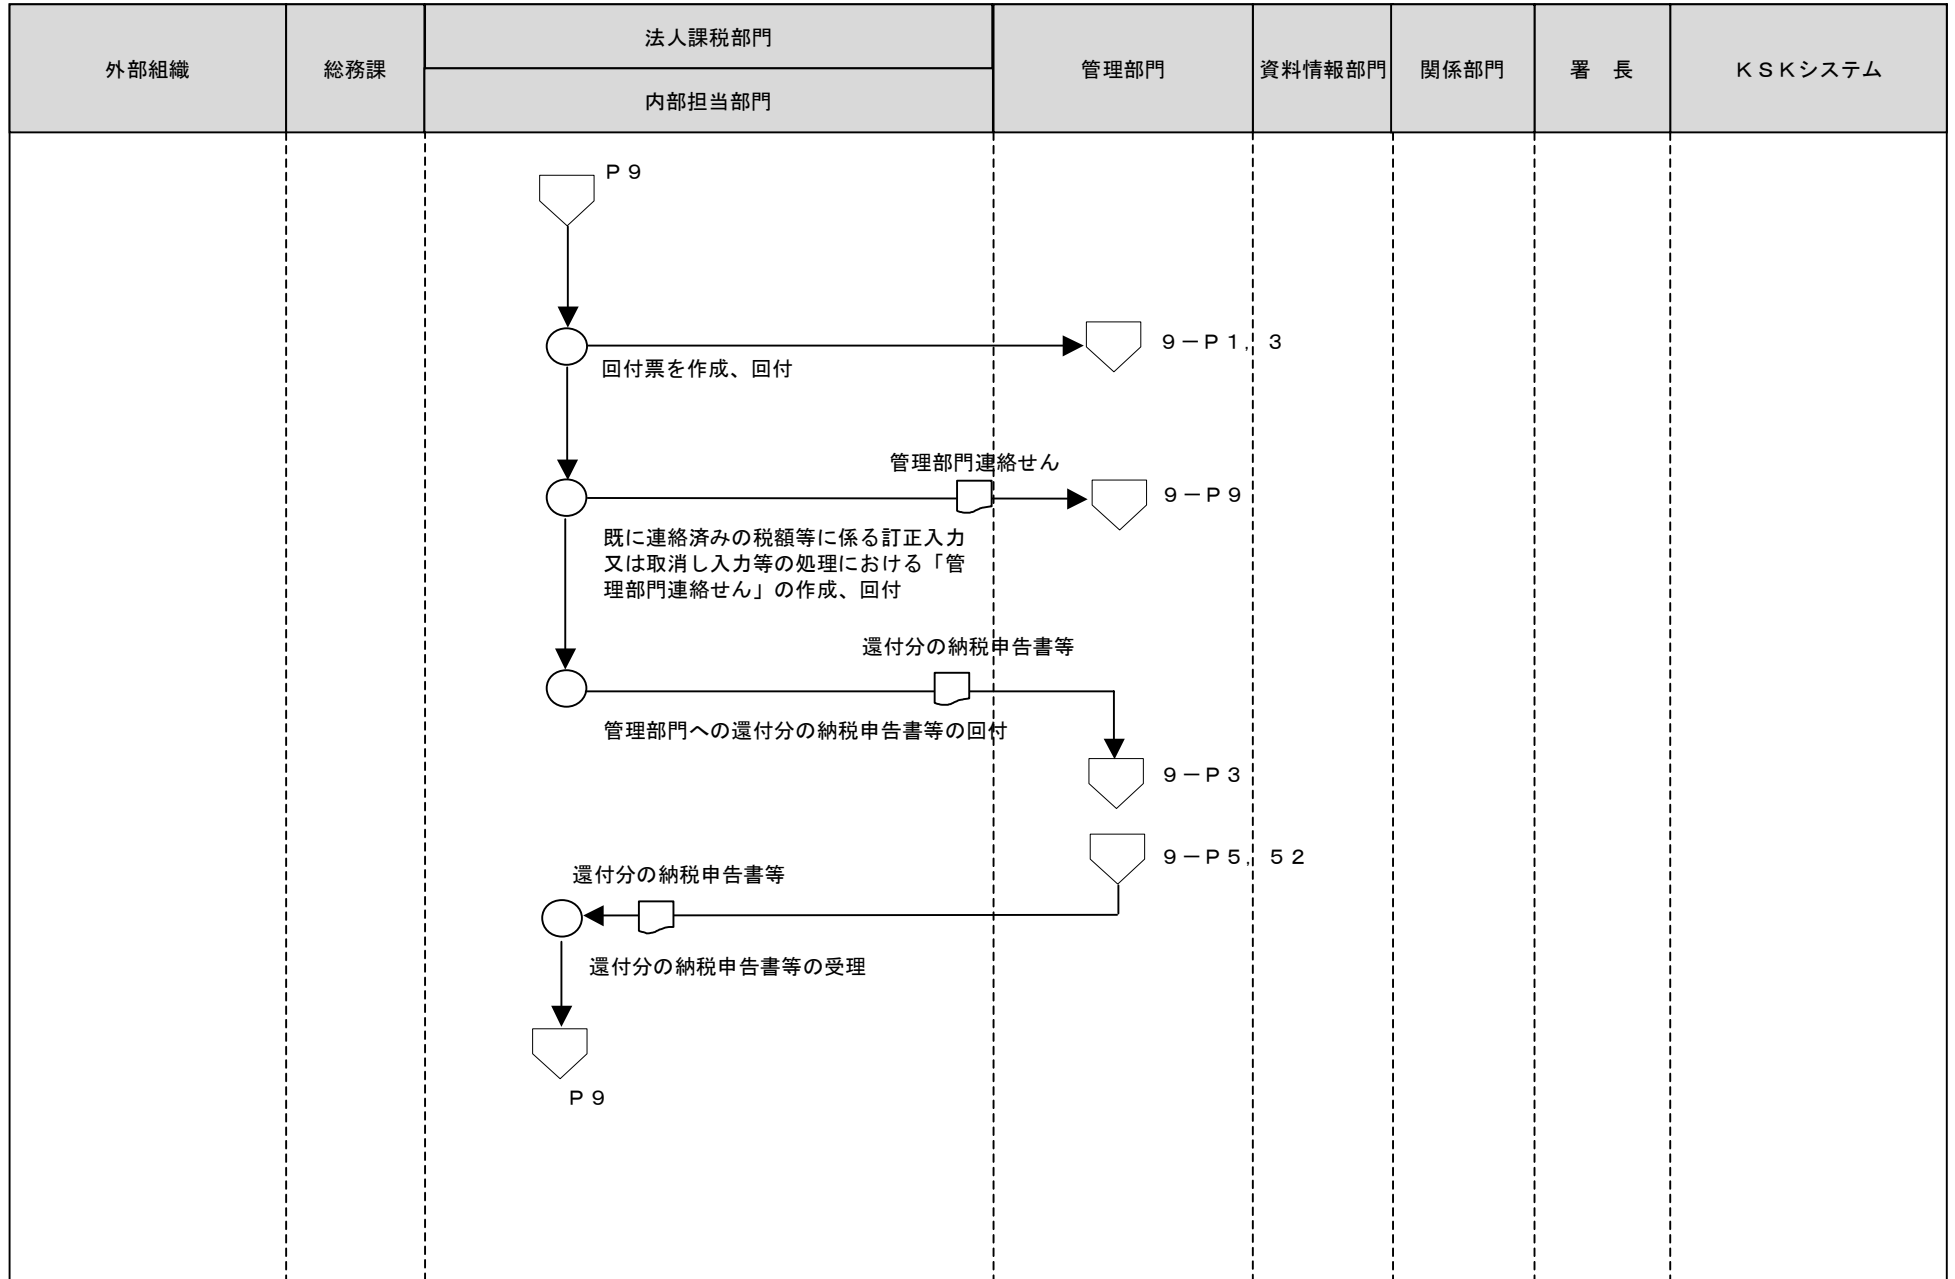 外部組織
総務課
法人課税部門
内部担当部門
管理部門
資料情報部門
関係部門
署　長
ＫＳＫシステム
Ｐ９
９－Ｐ１，３
回付票を作成、回付
管理部門連絡せん
９－Ｐ９
既に連絡済みの税額等に係る訂正入力
又は取消し入力等の処理における「管
理部門連絡せん」の作成、回付
還付分の納税申告書等
管理部門への還付分の納税申告書等の回付
９－Ｐ３
９－Ｐ５，５２
還付分の納税申告書等
還付分の納税申告書等の受理
Ｐ９